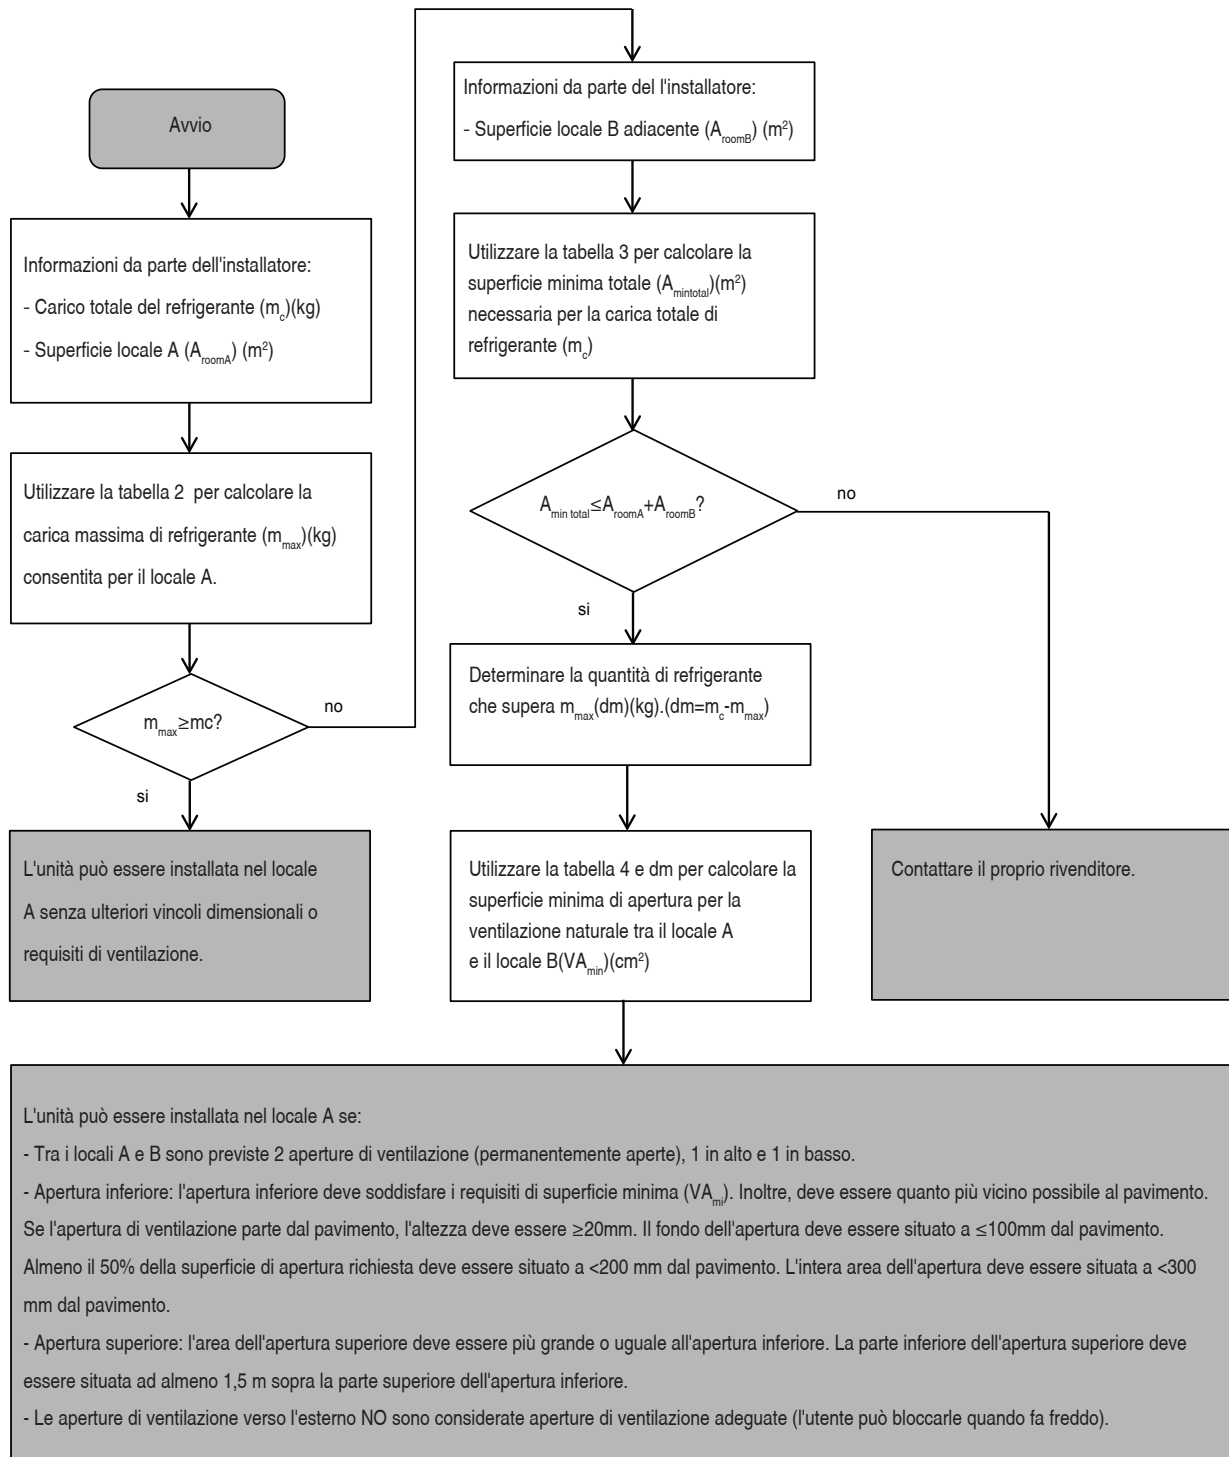 Avvio
Informazioni da parte dell'installatore:
- Carico totale del refrigerante (mc)(kg)
- Superficie locale A (AroomA) (m²)
Utilizzare la tabella 2 per calcolare la
carica massima di refrigerante (mmax)(kg)
consentita per il locale A.
mmax≥mc?
no
si
L'unità può essere installata nel locale
A senza ulteriori vincoli dimensionali o
requisiti di ventilazione.
Informazioni da parte del l'installatore:
- Superficie locale B adiacente (AroomB) (m²)
Utilizzare la tabella 3 per calcolare la
superficie minima totale (Amintotal)(m²)
necessaria per la carica totale di
refrigerante (mc)
Amin total≤AroomA+AroomB?
no
si
Determinare la quantità di refrigerante
che supera mmax(dm)(kg).(dm=mc-mmax)
Utilizzare la tabella 4 e dm per calcolare la
superficie minima di apertura per la
ventilazione naturale tra il locale A
e il locale B(VAmin)(cm²)
Contattare il proprio rivenditore.
L'unità può essere installata nel locale A se:
- Tra i locali A e B sono previste 2 aperture di ventilazione (permanentemente aperte), 1 in alto e 1 in basso.
- Apertura inferiore: l'apertura inferiore deve soddisfare i requisiti di superficie minima (VAmi). Inoltre, deve essere quanto più vicino possibile al pavimento.
Se l'apertura di ventilazione parte dal pavimento, l'altezza deve essere ≥20mm. Il fondo dell'apertura deve essere situato a ≤100mm dal pavimento.
Almeno il 50% della superficie di apertura richiesta deve essere situato a <200 mm dal pavimento. L'intera area dell'apertura deve essere situata a <300
mm dal pavimento.
- Apertura superiore: l'area dell'apertura superiore deve essere più grande o uguale all'apertura inferiore. La parte inferiore dell'apertura superiore deve
essere situata ad almeno 1,5 m sopra la parte superiore dell'apertura inferiore.
- Le aperture di ventilazione verso l'esterno NO sono considerate aperture di ventilazione adeguate (l'utente può bloccarle quando fa freddo).